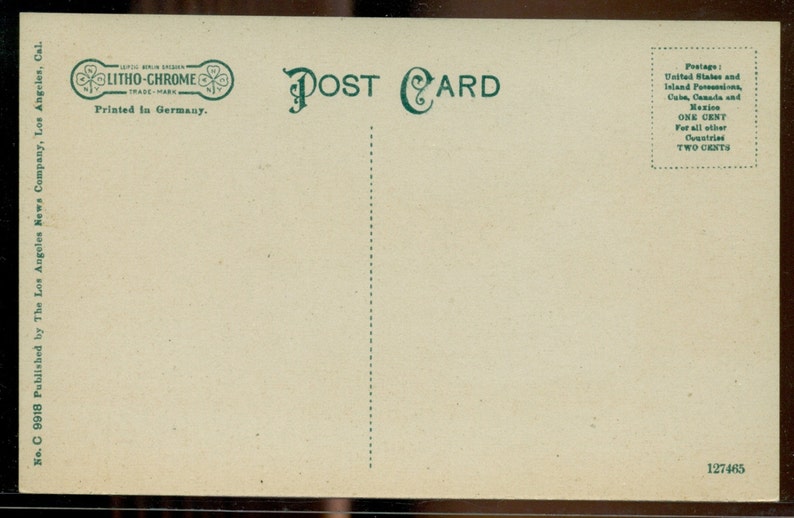 LEIPZIG BERLIN DRESDEN
LITHO-CHROME
TRADE-MARK
Printed in Germany.
POST CARD
Postage:
United States and
Island Possessions,
Cuba, Canada and
Mexico
ONE CENT
For all other
Countries
TWO CENTS
No. C 9918 Published by The Los Angeles News Company, Los Angeles, Cal.
127465